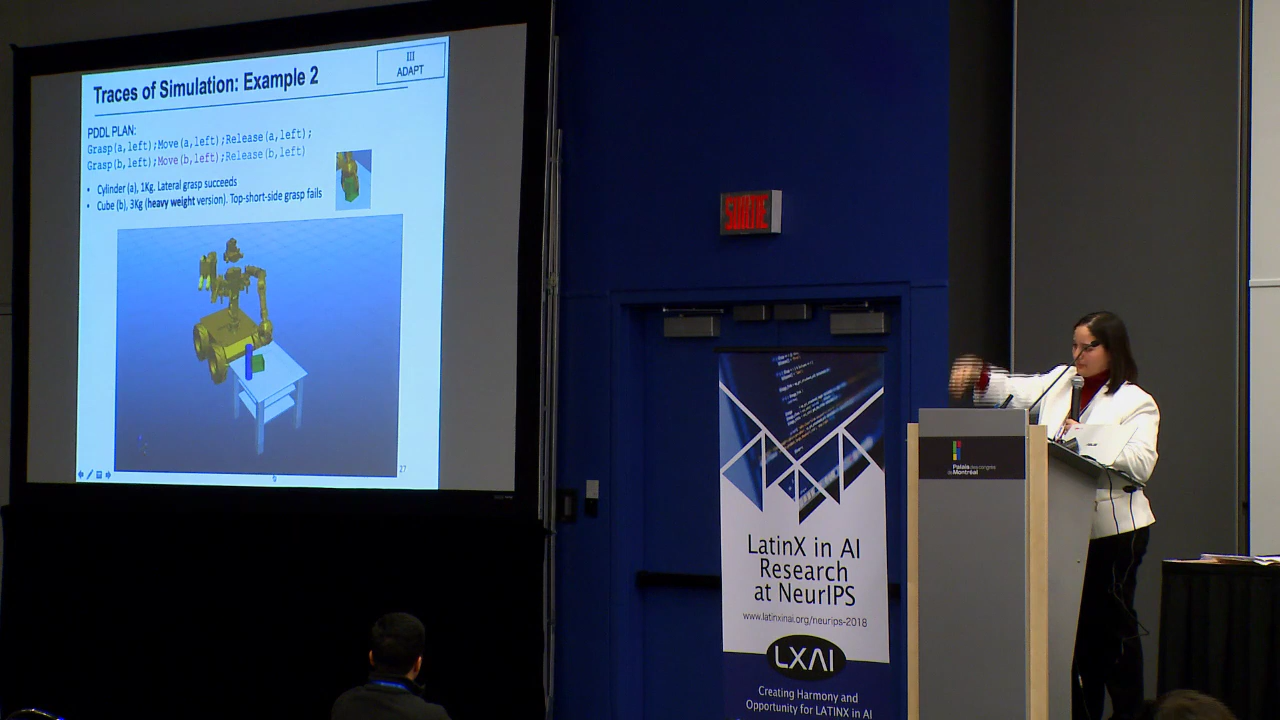 III
ADAPT
Traces of Simulation: Example 2
PDDL PLAN:
Grasp(a,left);Move(a,left);Release(a,left);
Grasp(b,left);Move(b,left);Release(b,left)
• Cylinder (a), 1Kg. Lateral grasp succeeds
• Cube (b), 3Kg (heavy weight version). Top-short-side grasp fails
27
SORTIE
Palais des congrès
de Montréal
LatinX in AI
Research
at NeurIPS
www.latinxinai.org/neurips-2018
LXAI
Creating Harmony and
Opportunity for LATINX in AI